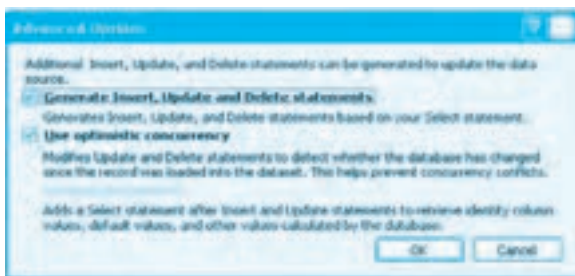 Advanced Options
Additional Insert, Update, and Delete statements can be generated to update the data
source.
Generate Insert, Update and Delete statements
Generates Insert, Update, and Delete statements based on your Select statement.
Use optimistic concurrency
Modifies Update and Delete statements to detect whether the database has changed
since the record was loaded into the dataset. This helps prevent concurrency conflicts.
Adds a Select statement after Insert and Update statements to retrieve identity column
values, default values, and other values calculated by the database.
OK
Cancel